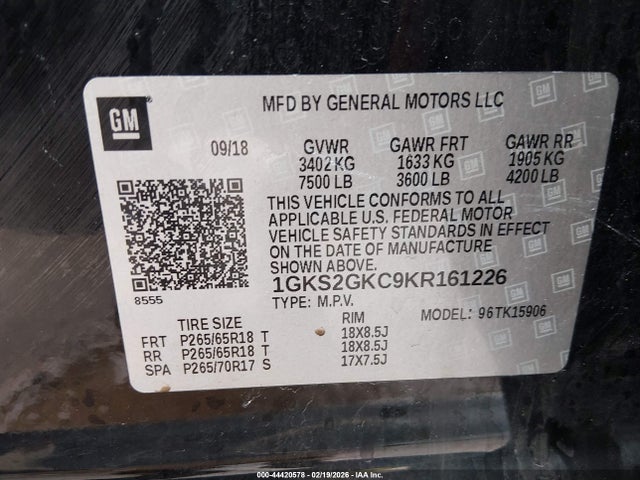 GM
MFD BY GENERAL MOTORS LLC
09/18 GVWR GAWR FRT GAWR RR
3402 KG 1633 KG 1905 KG
7500 LB 3600 LB 4200 LB
THIS VEHICLE CONFORMS TO ALL
APPLICABLE U.S. FEDERAL MOTOR
VEHICLE SAFETY STANDARDS IN EFFECT
ON THE DATE OF MANUFACTURE
SHOWN ABOVE.
1GKS2GKC9KR161226
8555
TYPE: M.P.V. MODEL: 96TK15906
TIRE SIZE RIM
FRT P265/65R18 T 18X8.5J
RR P265/65R18 T 18X8.5J
SPA P265/70R17 S 17X7.5J
000-44420578 - 02/19/2026 - IAA Inc.